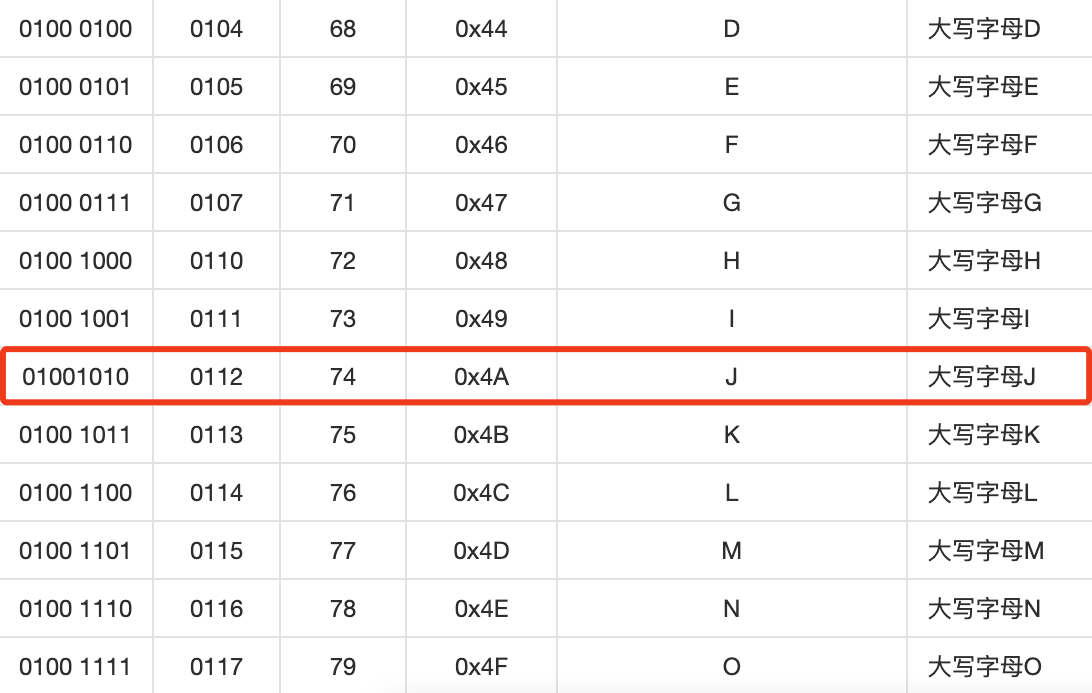 0100 0100 0104 68 0x44 D 大写字母D
0100 0101 0105 69 0x45 E 大写字母E
0100 0110 0106 70 0x46 F 大写字母F
0100 0111 0107 71 0x47 G 大写字母G
0100 1000 0110 72 0x48 H 大写字母H
0100 1001 0111 73 0x49 I 大写字母I
01001010 0112 74 0x4A J 大写字母J
0100 1011 0113 75 0x4B K 大写字母K
0100 1100 0114 76 0x4C L 大写字母L
0100 1101 0115 77 0x4D M 大写字母M
0100 1110 0116 78 0x4E N 大写字母N
0100 1111 0117 79 0x4F O 大写字母O